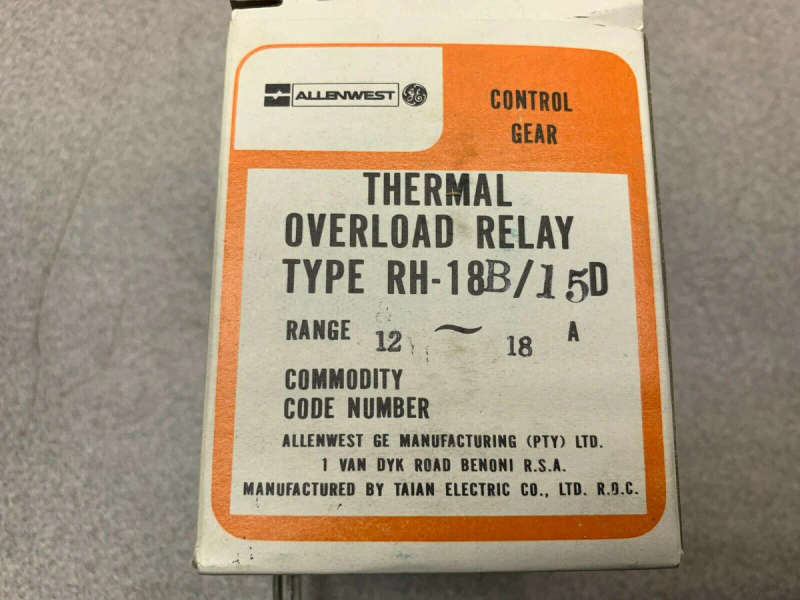 ALLENWEST GE
CONTROL
GEAR
THERMAL
OVERLOAD RELAY
TYPE RH-18B/15D
RANGE 12 ~ 18 A
COMMODITY
CODE NUMBER
ALLENWEST GE MANUFACTURING (PTY) LTD.
1 VAN DYK ROAD BENONI R.S.A.
MANUFACTURED BY TAIAN ELECTRIC CO., LTD. R.O.C.